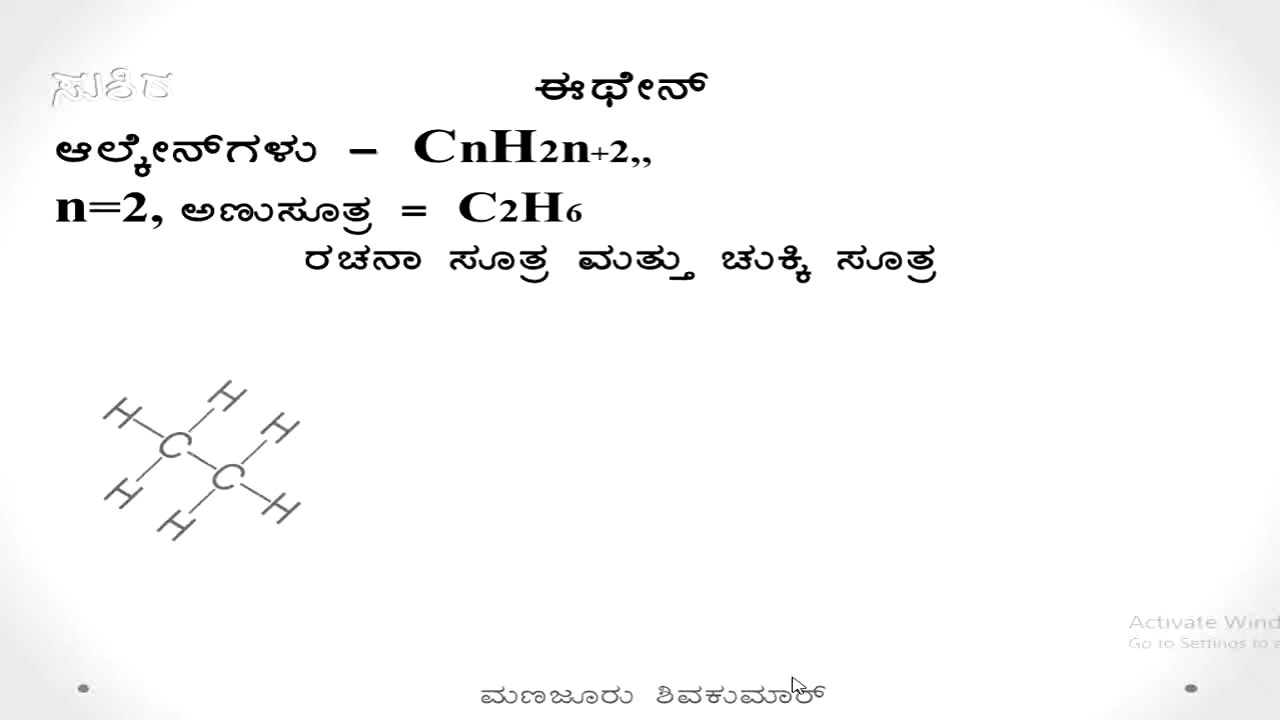 ಸುಶಿರ
ಈಥೇನ್
ಆಲ್ಕೇನ್‌ಗಳು – CnH2n+2,,
n=2, ಅಣುಸೂತ್ರ = C2H6
ರಚನಾ ಸೂತ್ರ ಮತ್ತು ಚುಕ್ಕಿ ಸೂತ್ರ
H H
H
C
C
H H
H
Activate Wind
Go to Settings to a
ಮಣಜೂರು ಶಿವಕುಮಾರ್